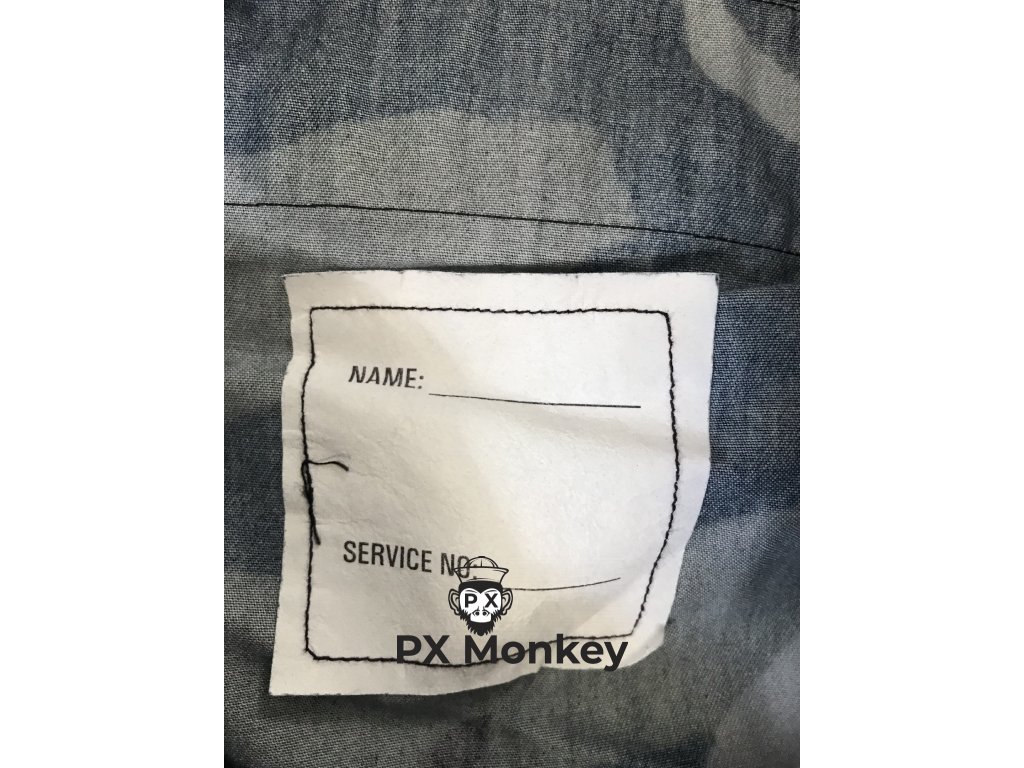 NAME:
SERVICE NO:
PX
PX Monkey